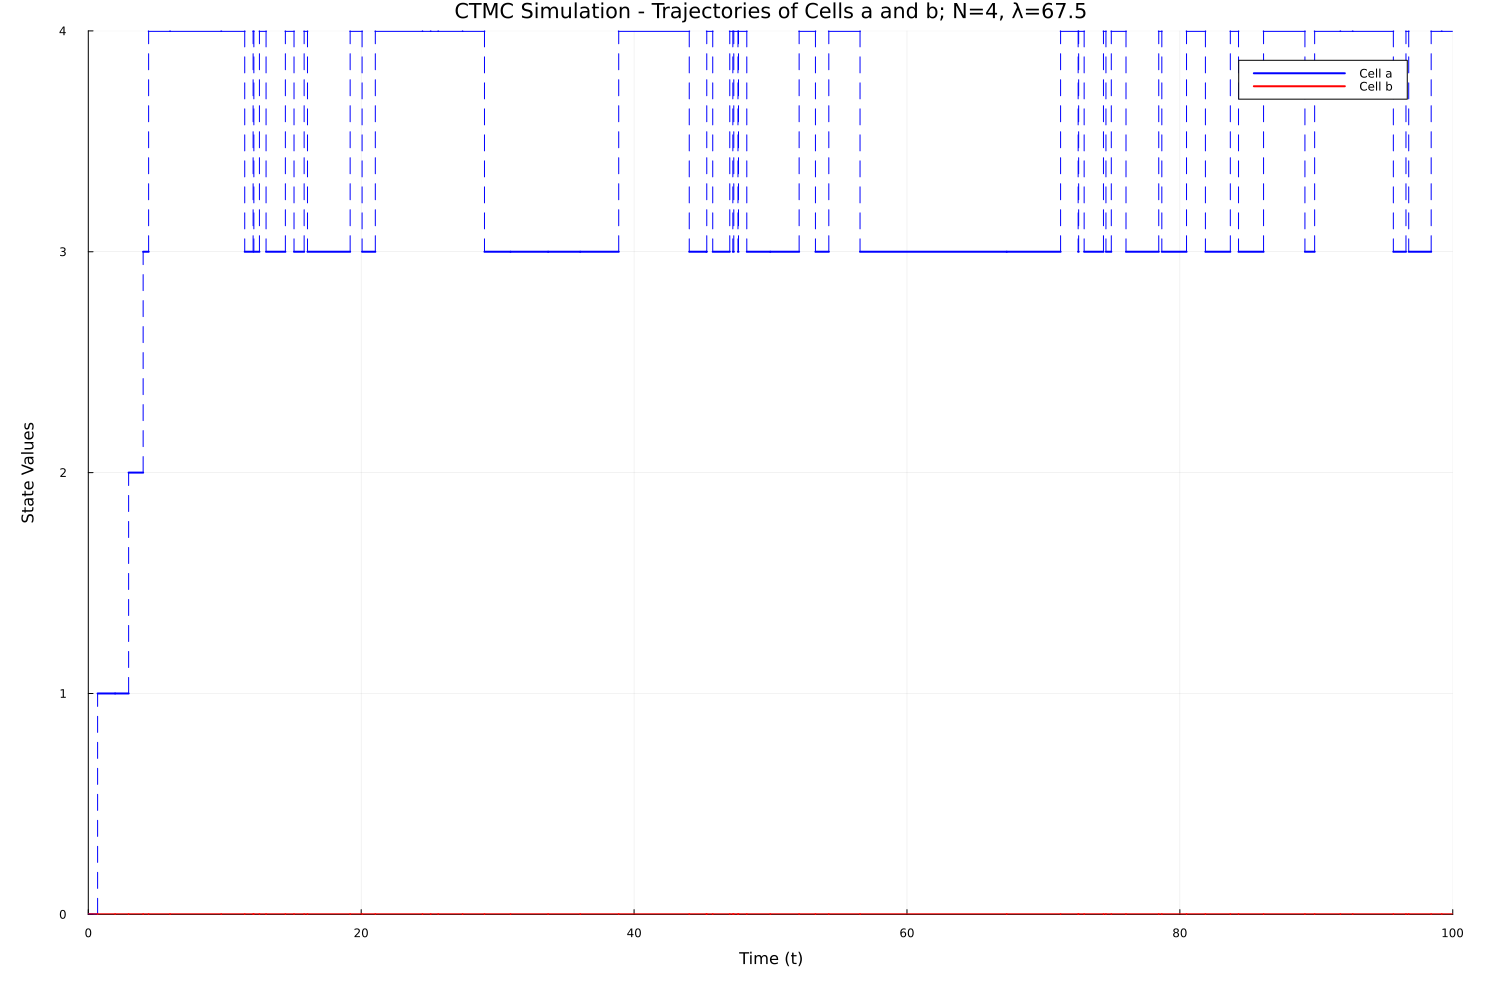 CTMC Simulation - Trajectories of Cells a and b; N=4, λ=67.5
4
Cell a
Cell b
3
State Values
2
1
0
0 20 40 60 80 100
Time (t)